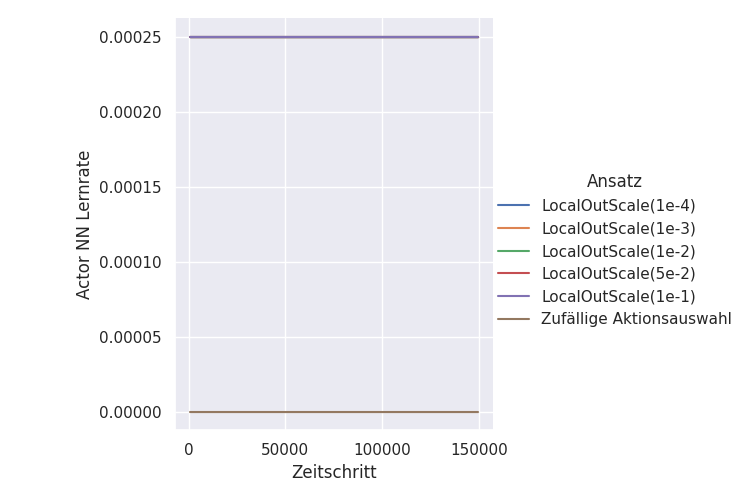 0.00025
0.00020
0.00015
0.00010
0.00005
0.00000
Actor NN Lernrate
0 50000 100000 150000
Zeitschritt
Ansatz
LocalOutScale(1e-4)
LocalOutScale(1e-3)
LocalOutScale(1e-2)
LocalOutScale(5e-2)
LocalOutScale(1e-1)
Zufällige Aktionsauswahl